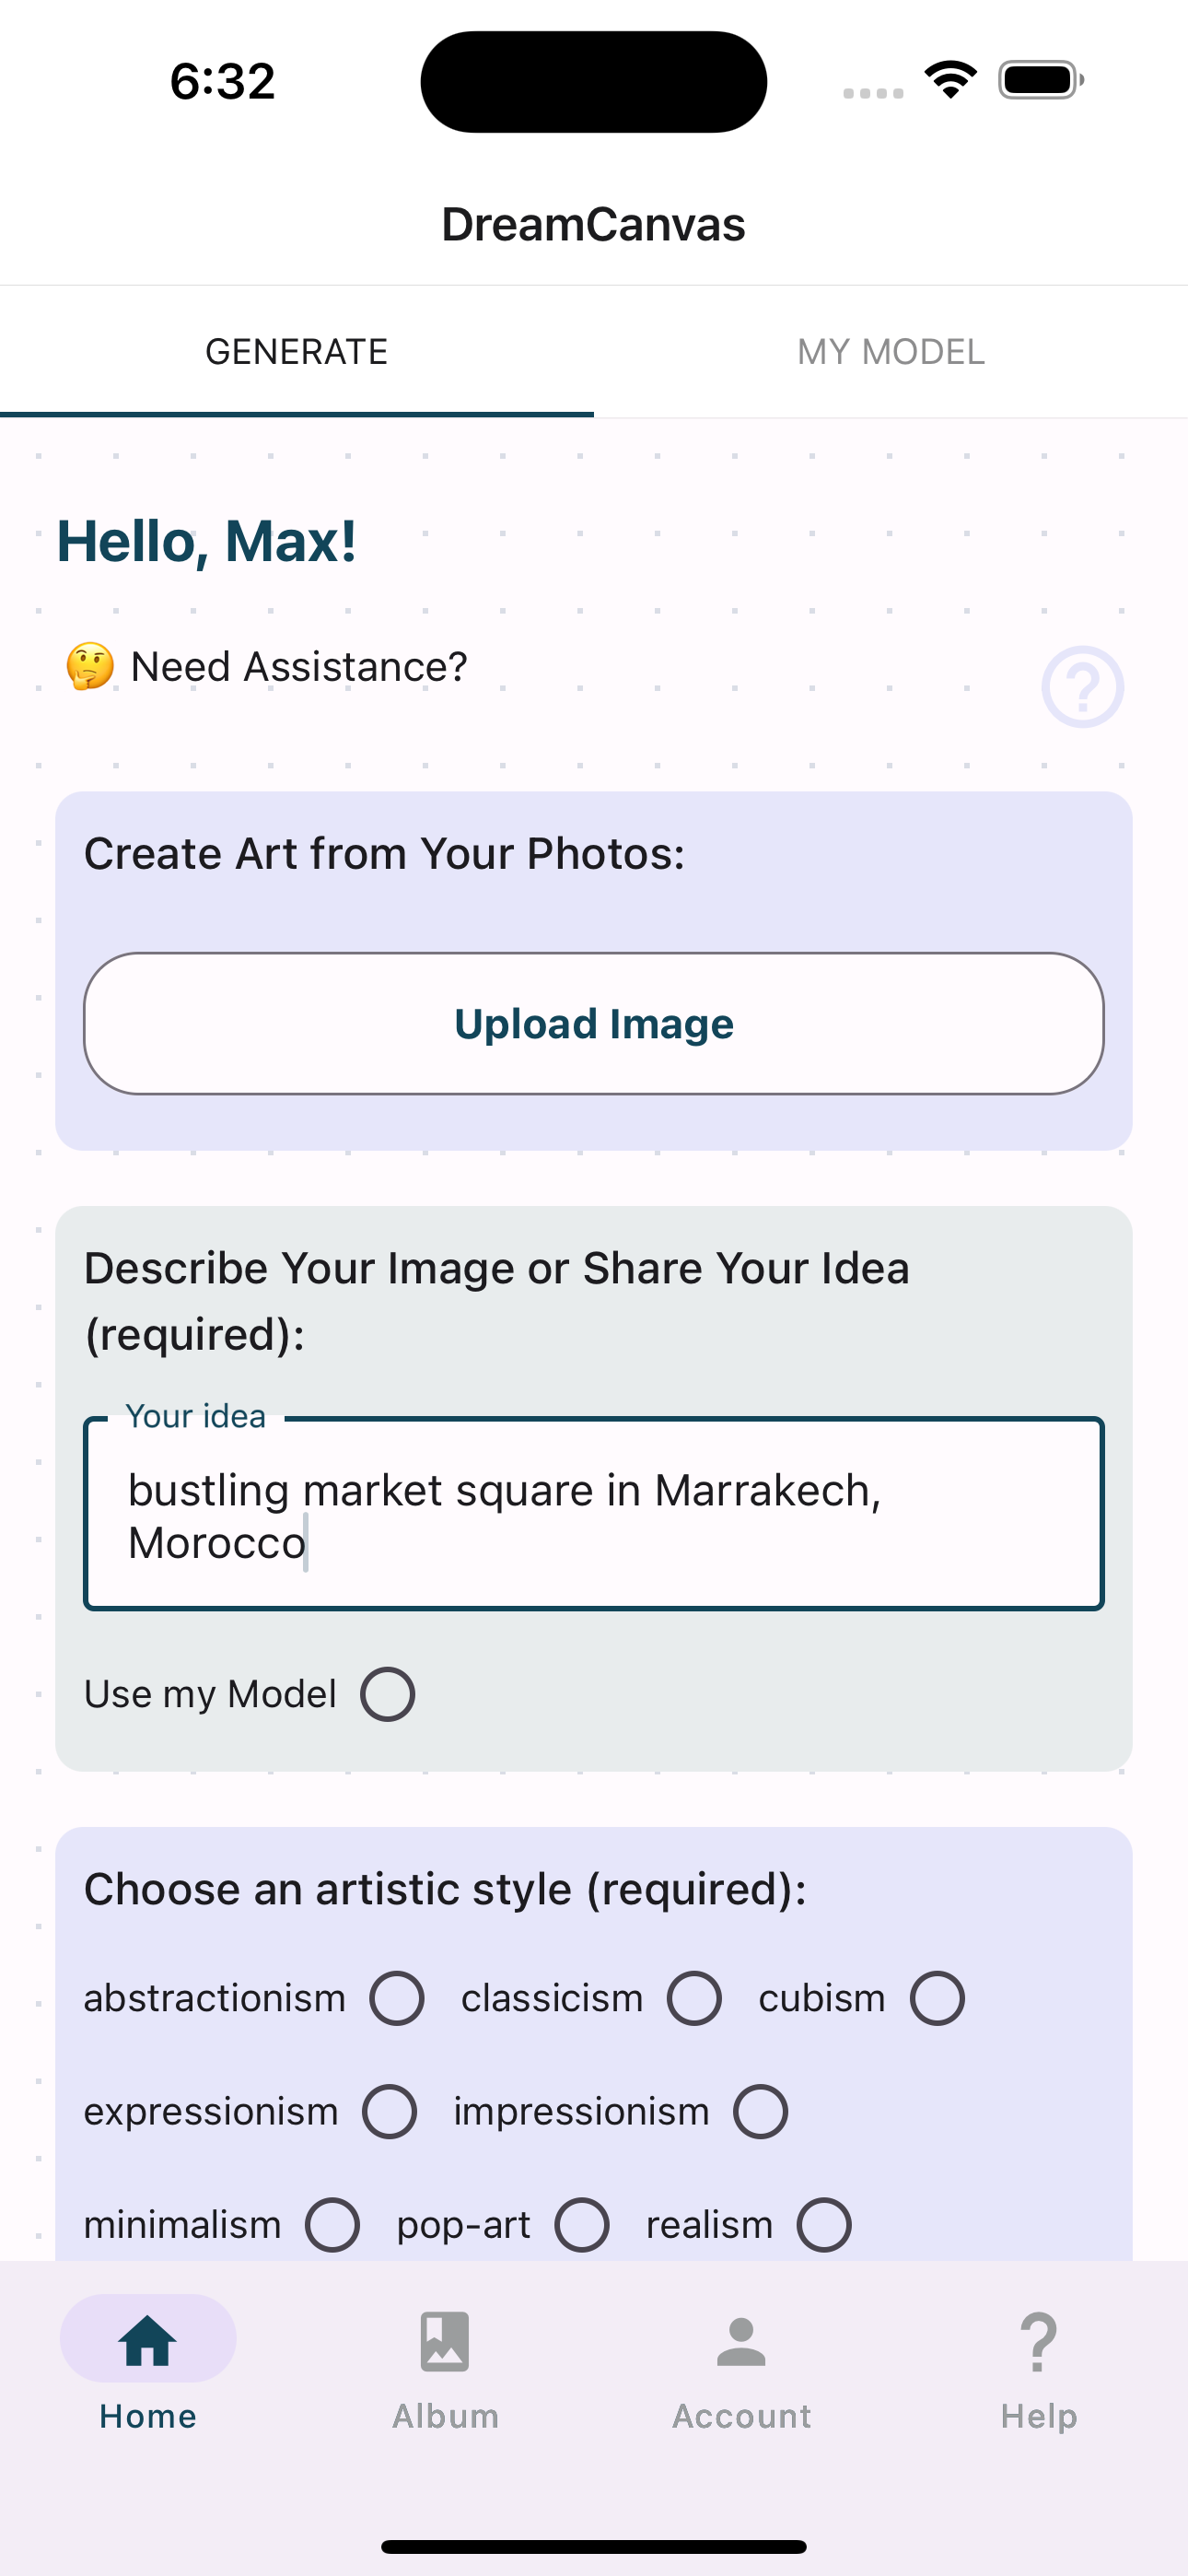 6:32
DreamCanvas
GENERATE
MY MODEL
Hello, Max!
🤔 Need Assistance?
Create Art from Your Photos:
Upload Image
Describe Your Image or Share Your Idea
(required):
Your idea
bustling market square in Marrakech,
Morocco
Use my Model
Choose an artistic style (required):
abstractionism classicism cubism
expressionism impressionism
minimalism pop-art realism
Home Album Account Help